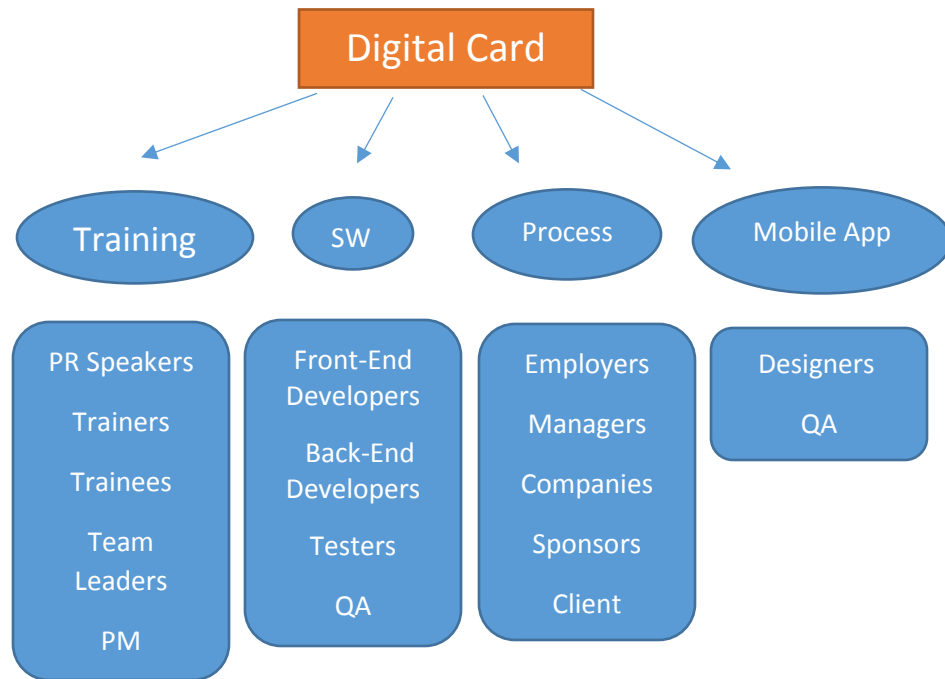 Digital Card
Training
SW
Process
Mobile App
PR Speakers
Trainers
Trainees
Team
Leaders
PM
Front-End
Developers
Back-End
Developers
Testers
QA
Employers
Managers
Companies
Sponsors
Client
Designers
QA